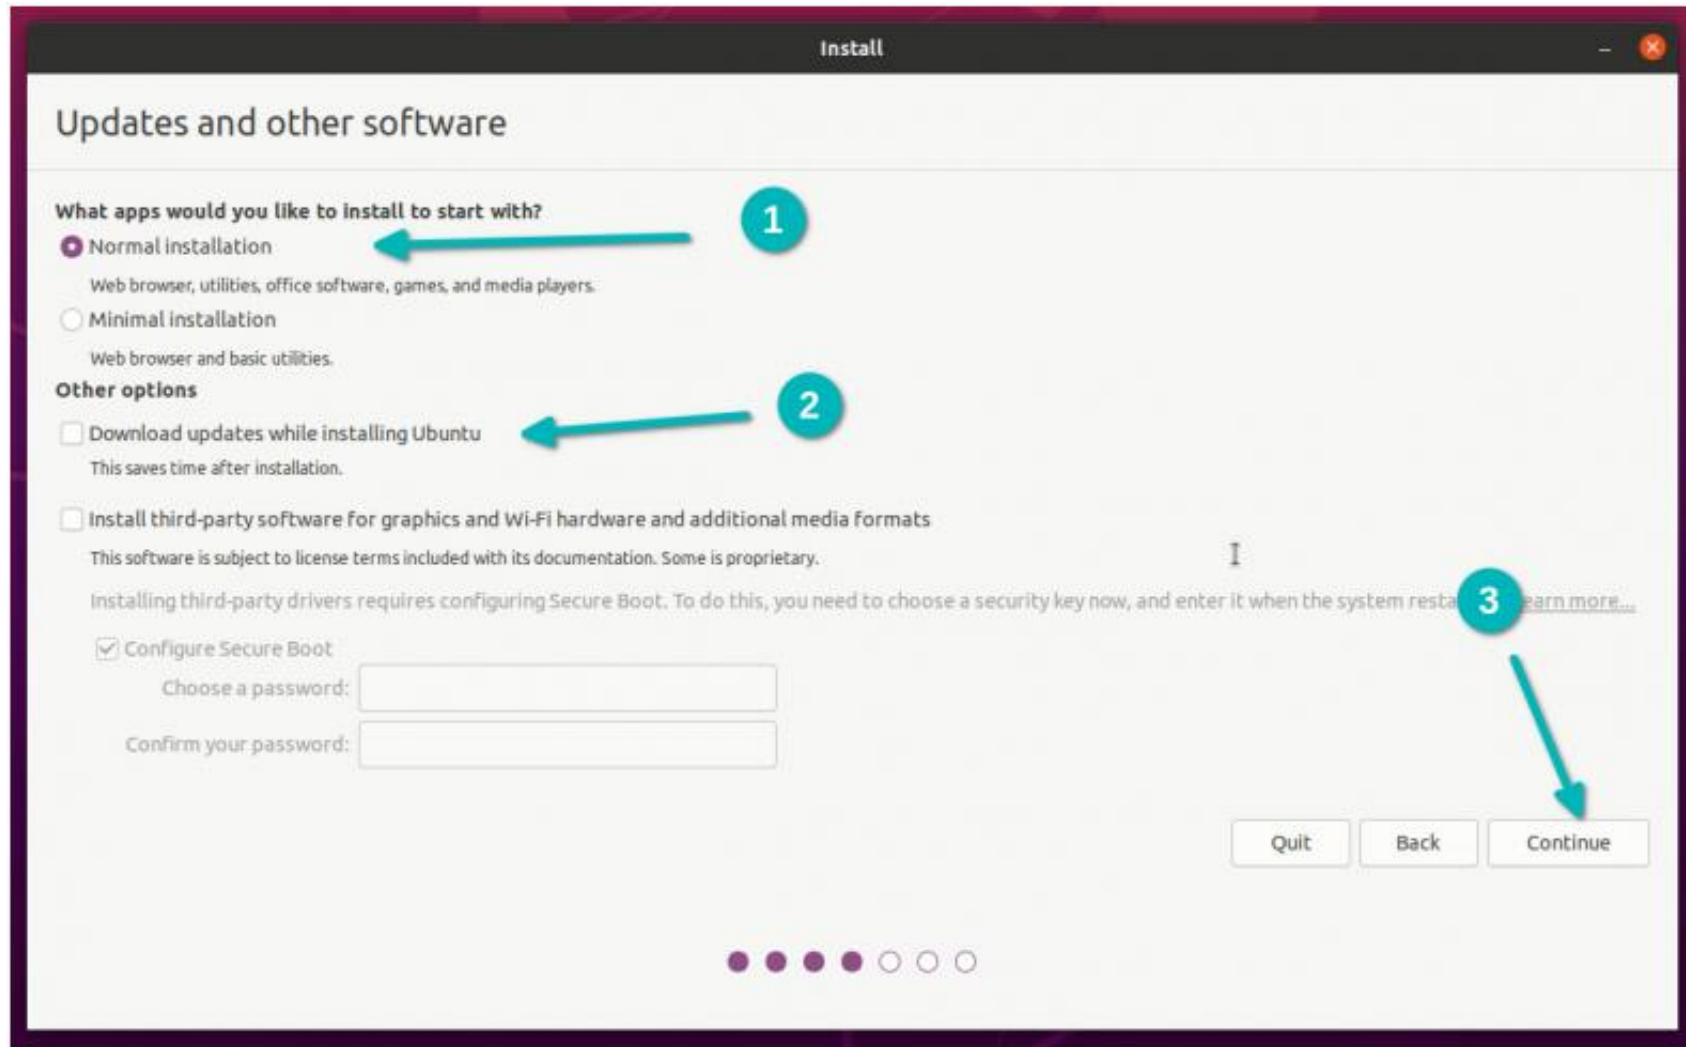 Install
Updates and other software
What apps would you like to install to start with?
1
Normal installation
Web browser, utilities, office software, games, and media players.
Minimal installation
Web browser and basic utilities.
Other options
2
Download updates while installing Ubuntu
This saves time after installation.
Install third-party software for graphics and Wi-Fi hardware and additional media formats
This software is subject to license terms included with its documentation. Some is proprietary.
Installing third-party drivers requires configuring Secure Boot. To do this, you need to choose a security key now, and enter it when the system resta 3 earn more...
Configure Secure Boot
Choose a password:
Confirm your password:
Quit Back Continue